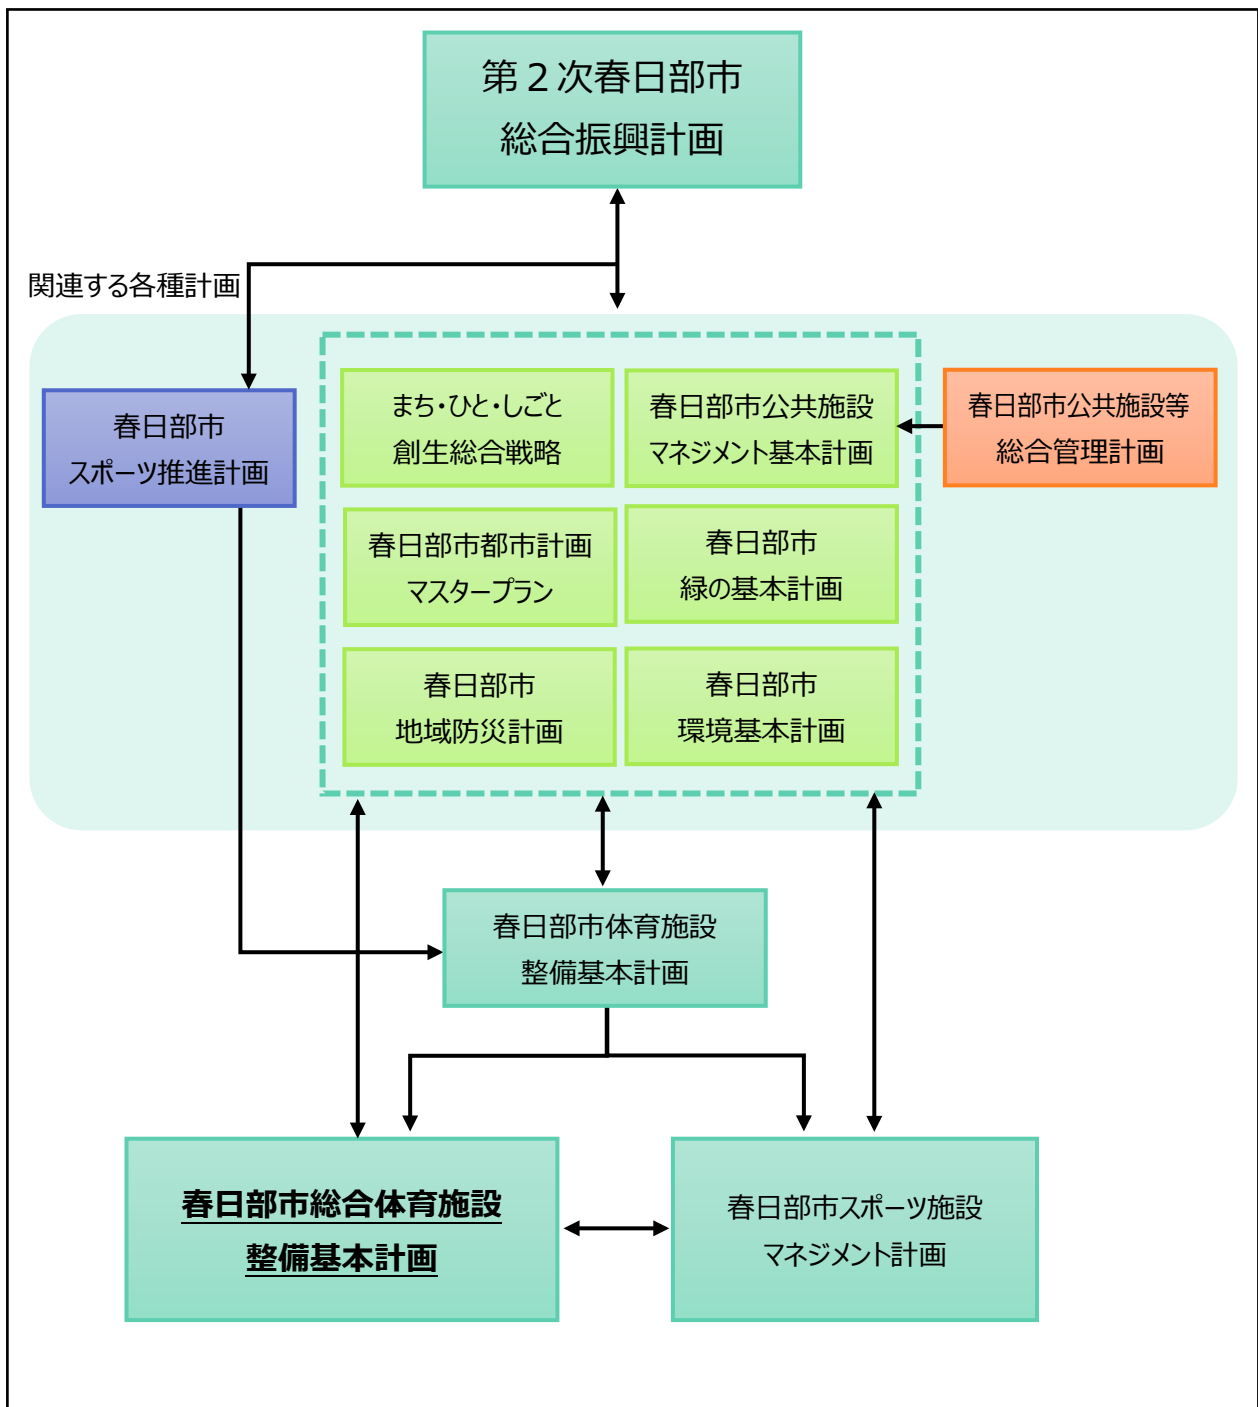 第２次春日部市
総合振興計画
関連する各種計画
春日部市
スポーツ推進計画
まち・ひと・しごと
創生総合戦略
春日部市公共施設
マネジメント基本計画
春日部市公共施設等
総合管理計画
春日部市都市計画
マスタープラン
春日部市
緑の基本計画
春日部市
地域防災計画
春日部市
環境基本計画
春日部市体育施設
整備基本計画
春日部市総合体育施設
整備基本計画
春日部市スポーツ施設
マネジメント計画